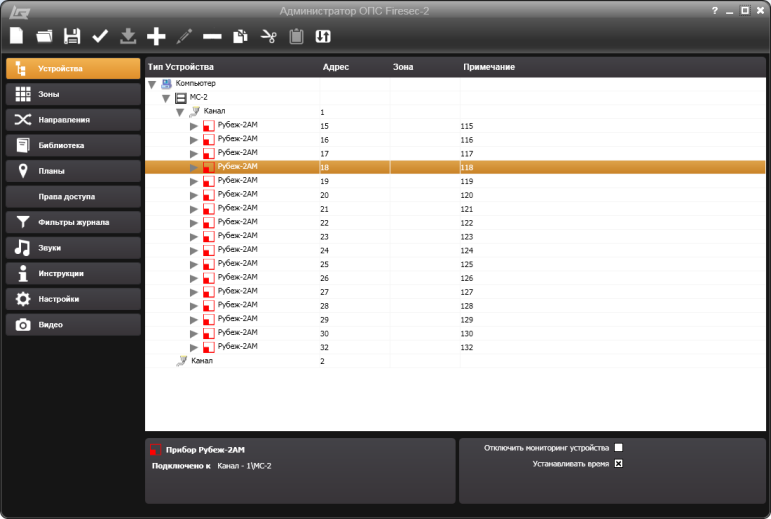 Администратор ОПС Firesec-2
Тип Устройства Адрес Зона Примечание
Устройства
Зоны
Направления
Библиотека
Планы
Права доступа
Фильтры журнала
Звуки
Инструкции
Настройки
Видео
Компьютер
МС-2
Канал 1
Рубеж-2АМ 15 115
Рубеж-2АМ 16 116
Рубеж-2АМ 17 117
Рубеж-2АМ 18 118
Рубеж-2АМ 19 119
Рубеж-2АМ 20 120
Рубеж-2АМ 21 121
Рубеж-2АМ 22 122
Рубеж-2АМ 23 123
Рубеж-2АМ 24 124
Рубеж-2АМ 25 125
Рубеж-2АМ 26 126
Рубеж-2АМ 27 127
Рубеж-2АМ 28 128
Рубеж-2АМ 29 129
Рубеж-2АМ 30 130
Рубеж-2АМ 32 132
Канал 2
Прибор Рубеж-2АМ
Подключено к Канал - 1\МС-2
Отключить мониторинг устройства
Устанавливать время